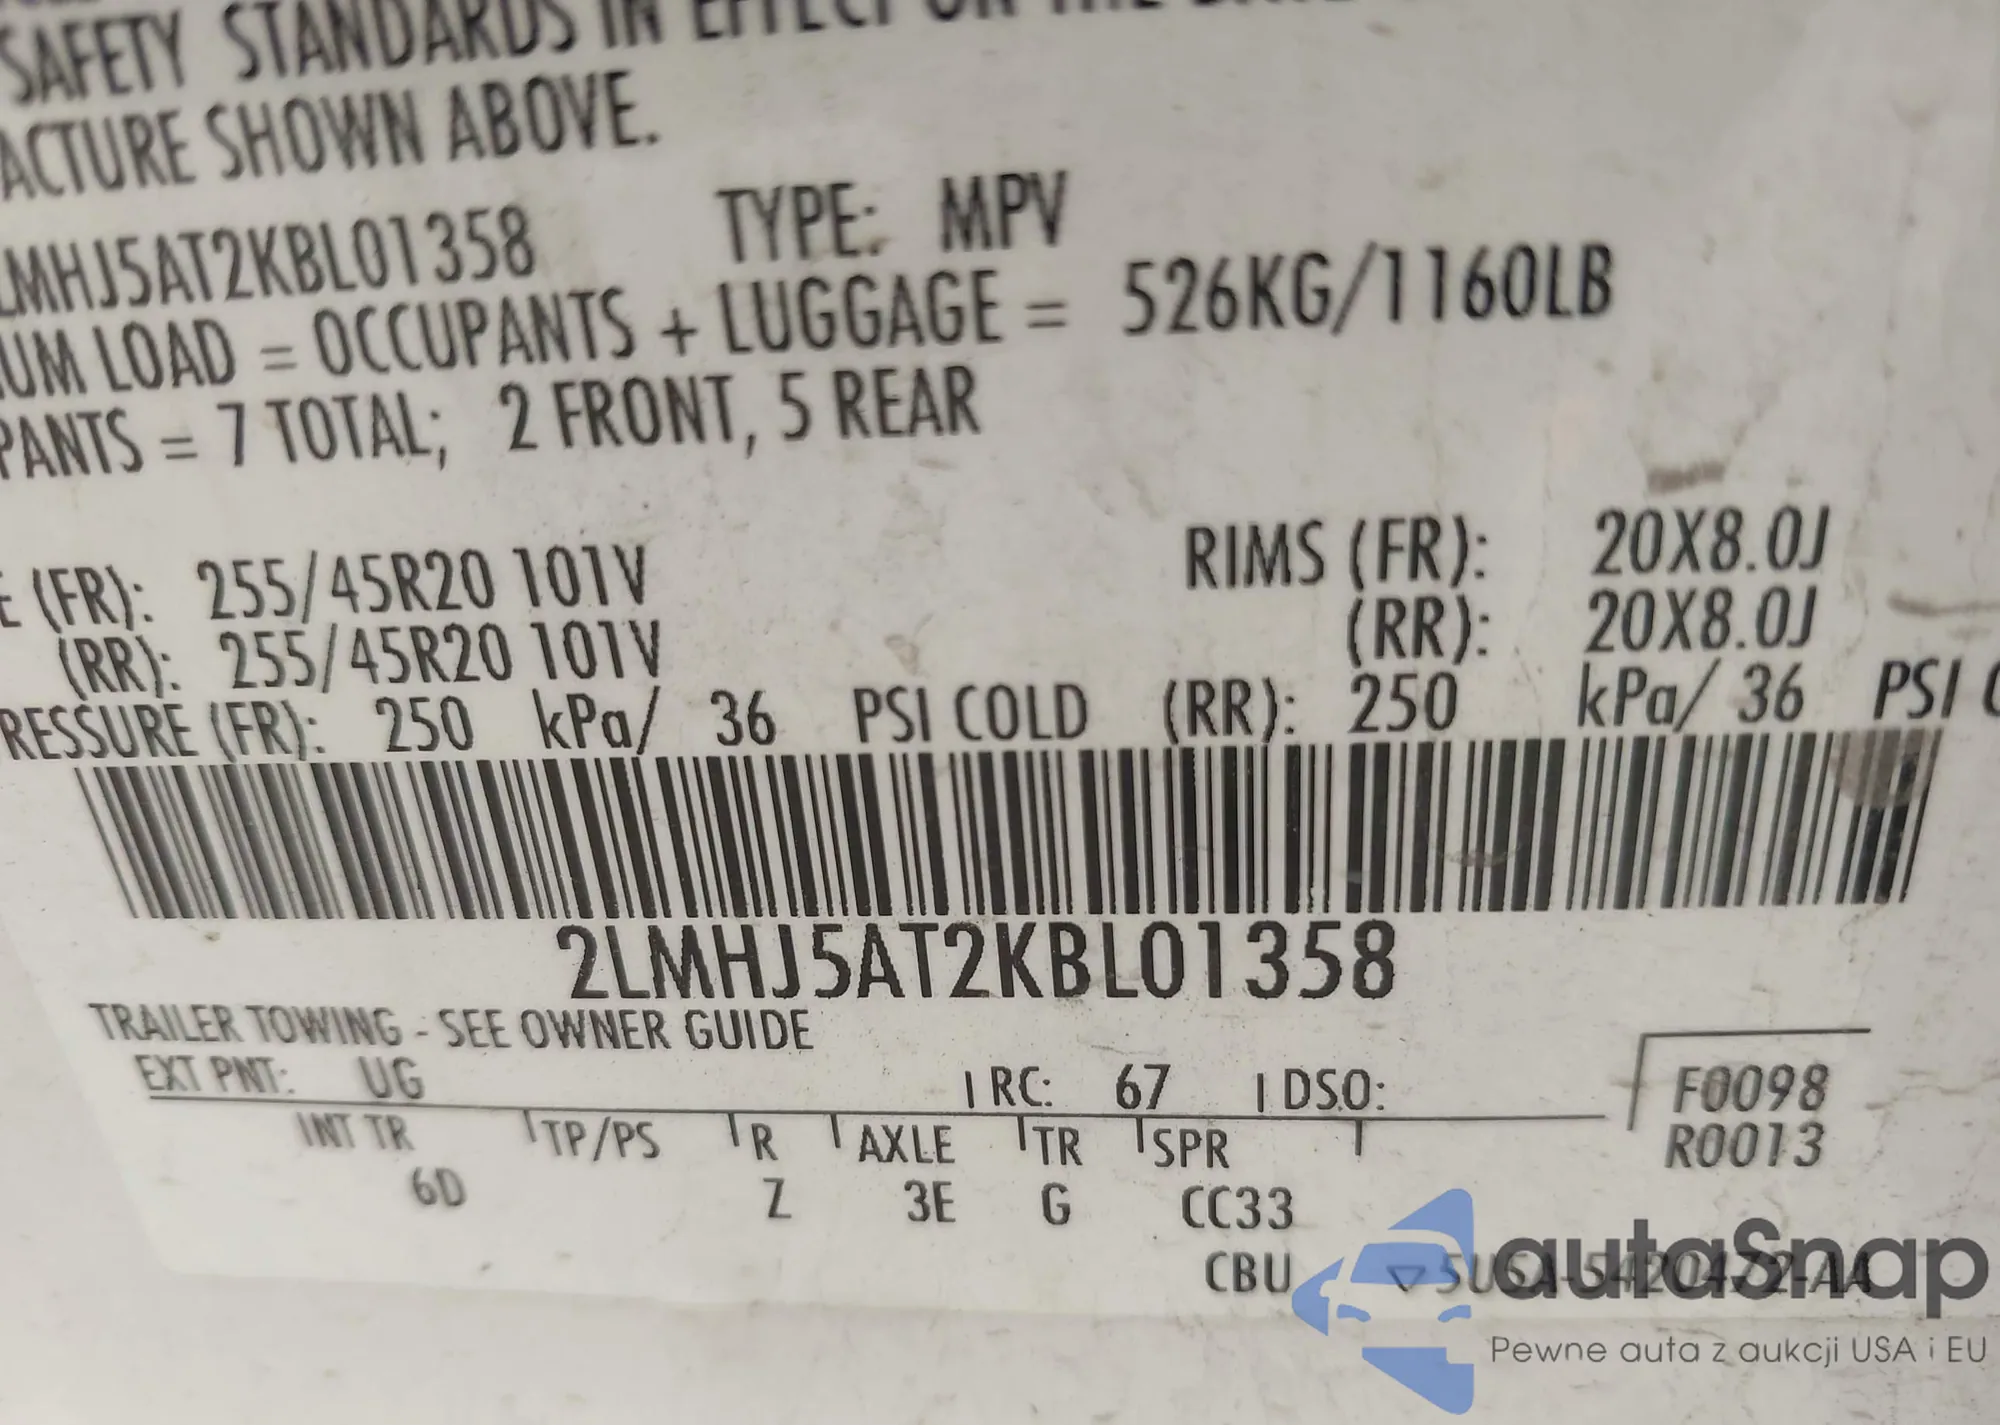 SAFETY STANDARDS IN EFFECT ON THE DATE
ACTURE SHOWN ABOVE.
LMHJ5AT2KBL01358 TYPE: MPV
UM LOAD = OCCUPANTS + LUGGAGE = 526KG/1160LB
PANTS = 7 TOTAL; 2 FRONT, 5 REAR
E (FR): 255/45R20 101V RIMS (FR): 20X8.0J
(RR): 255/45R20 101V (RR): 20X8.0J
RESSURE (FR): 250 kPa/ 36 PSI COLD (RR): 250 kPa/ 36 PSI C
2LMHJ5AT2KBL01358
TRAILER TOWING - SEE OWNER GUIDE
EXT PNT: UG RC: 67 DSO: F0098
R0013
INT TR TP/PS R AXLE TR SPR
6D Z 3E G CC33
CBU
autaSnap
Pewne auta z aukcji USA i EU